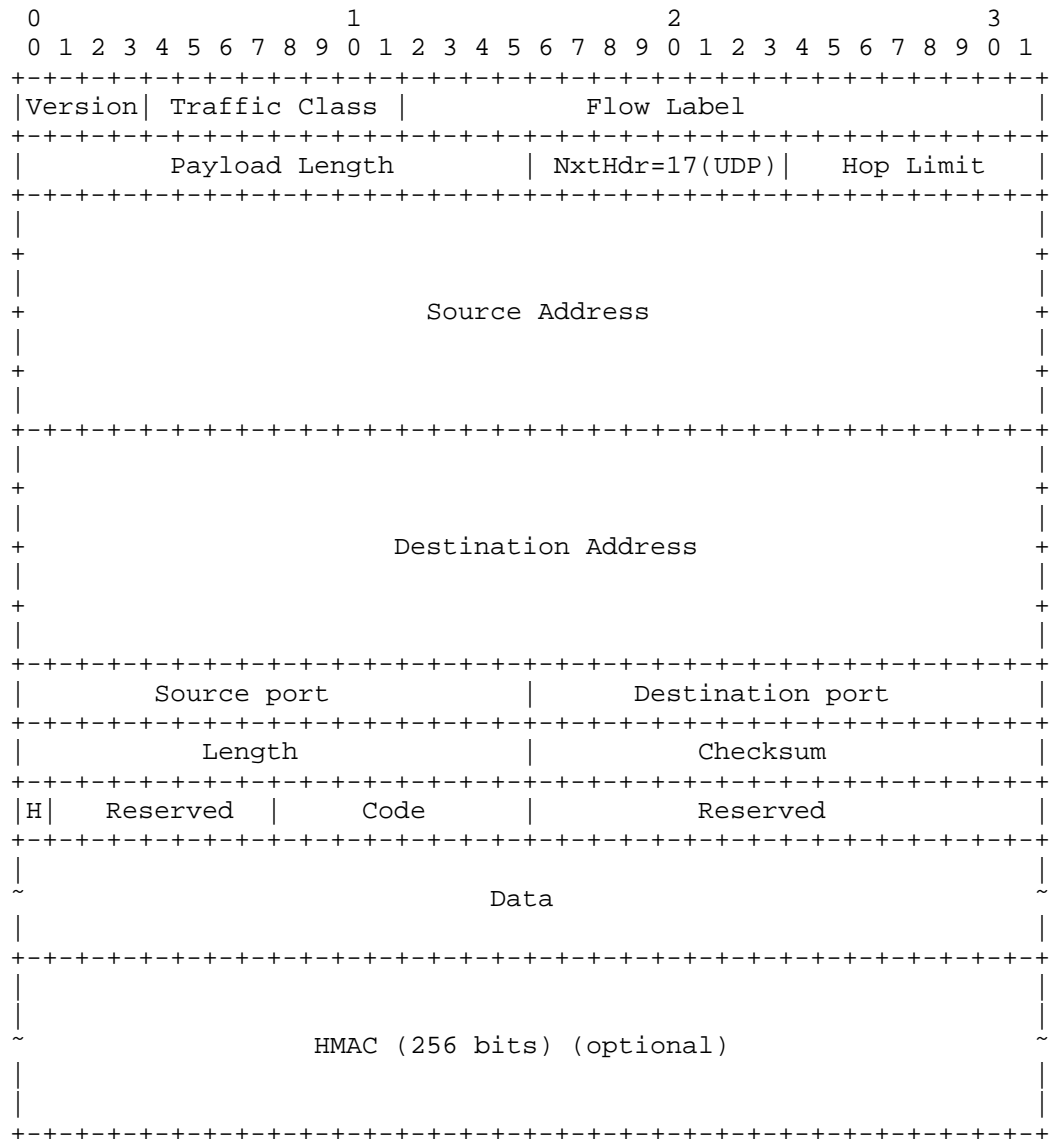 0                   1                   2                   3
0 1 2 3 4 5 6 7 8 9 0 1 2 3 4 5 6 7 8 9 0 1 2 3 4 5 6 7 8 9 0 1
+-+-+-+-+-+-+-+-+-+-+-+-+-+-+-+-+-+-+-+-+-+-+-+-+-+-+-+-+-+-+-+-+
|Version| Traffic Class |           Flow Label                  |
+-+-+-+-+-+-+-+-+-+-+-+-+-+-+-+-+-+-+-+-+-+-+-+-+-+-+-+-+-+-+-+-+
|         Payload Length        | NxtHdr=17(UDP)|   Hop Limit   |
+-+-+-+-+-+-+-+-+-+-+-+-+-+-+-+-+-+-+-+-+-+-+-+-+-+-+-+-+-+-+-+-+
|                                                               |
+                                                               +
|                                                               |
+                         Source Address                        +
|                                                               |
+                                                               +
|                                                               |
+-+-+-+-+-+-+-+-+-+-+-+-+-+-+-+-+-+-+-+-+-+-+-+-+-+-+-+-+-+-+-+-+
|                                                               |
+                                                               +
|                                                               |
+                       Destination Address                     +
|                                                               |
+                                                               +
|                                                               |
+-+-+-+-+-+-+-+-+-+-+-+-+-+-+-+-+-+-+-+-+-+-+-+-+-+-+-+-+-+-+-+-+
|        Source port            |      Destination port         |
+-+-+-+-+-+-+-+-+-+-+-+-+-+-+-+-+-+-+-+-+-+-+-+-+-+-+-+-+-+-+-+-+
|           Length              |          Checksum             |
+-+-+-+-+-+-+-+-+-+-+-+-+-+-+-+-+-+-+-+-+-+-+-+-+-+-+-+-+-+-+-+-+
|H|   Reserved  |     Code      |          Reserved             |
+-+-+-+-+-+-+-+-+-+-+-+-+-+-+-+-+-+-+-+-+-+-+-+-+-+-+-+-+-+-+-+-+
|                                                               |
~                             Data                              ~
|                                                               |
+-+-+-+-+-+-+-+-+-+-+-+-+-+-+-+-+-+-+-+-+-+-+-+-+-+-+-+-+-+-+-+-+
|                                                               |
|                                                               |
~                  HMAC (256 bits) (optional)                   ~
|                                                               |
|                                                               |
+-+-+-+-+-+-+-+-+-+-+-+-+-+-+-+-+-+-+-+-+-+-+-+-+-+-+-+-+-+-+-+-+